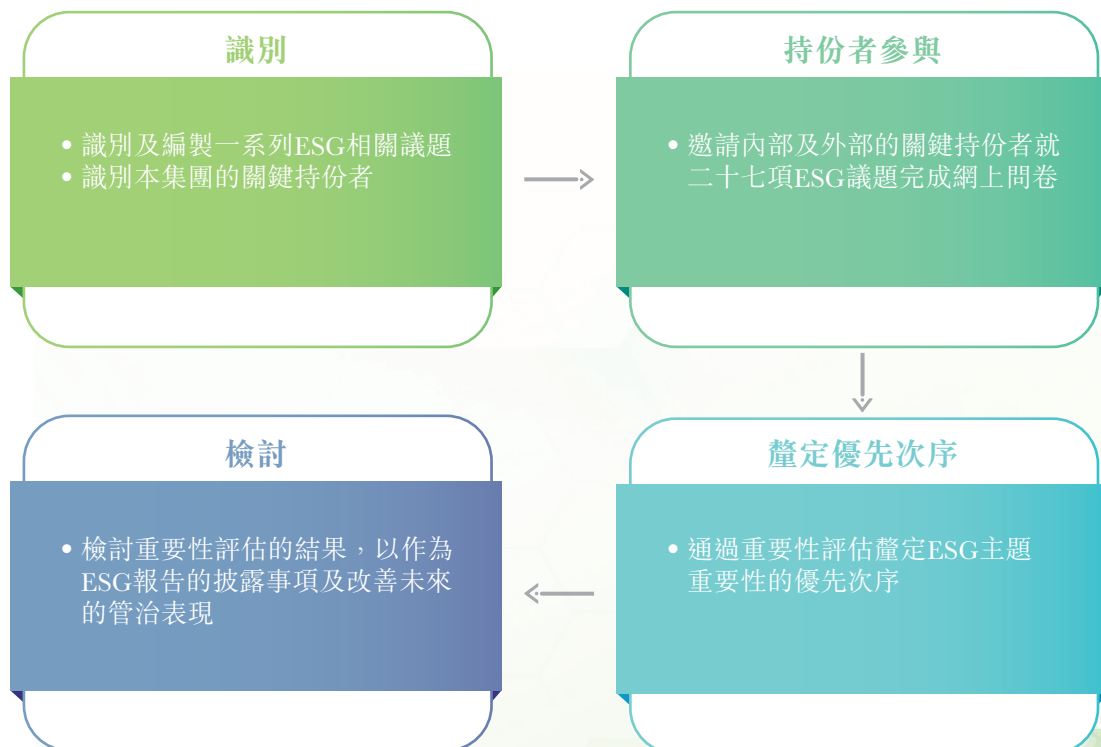 識別
• 識別及編製一系列ESG相關議題
• 識別本集團的關鍵持份者
持份者參與
• 邀請內部及外部的關鍵持份者就
二十七項ESG議題完成網上問卷
釐定優先次序
• 通過重要性評估釐定ESG主題
重要性的優先次序
檢討
• 檢討重要性評估的結果，以作為
ESG報告的披露事項及改善未來
的管治表現